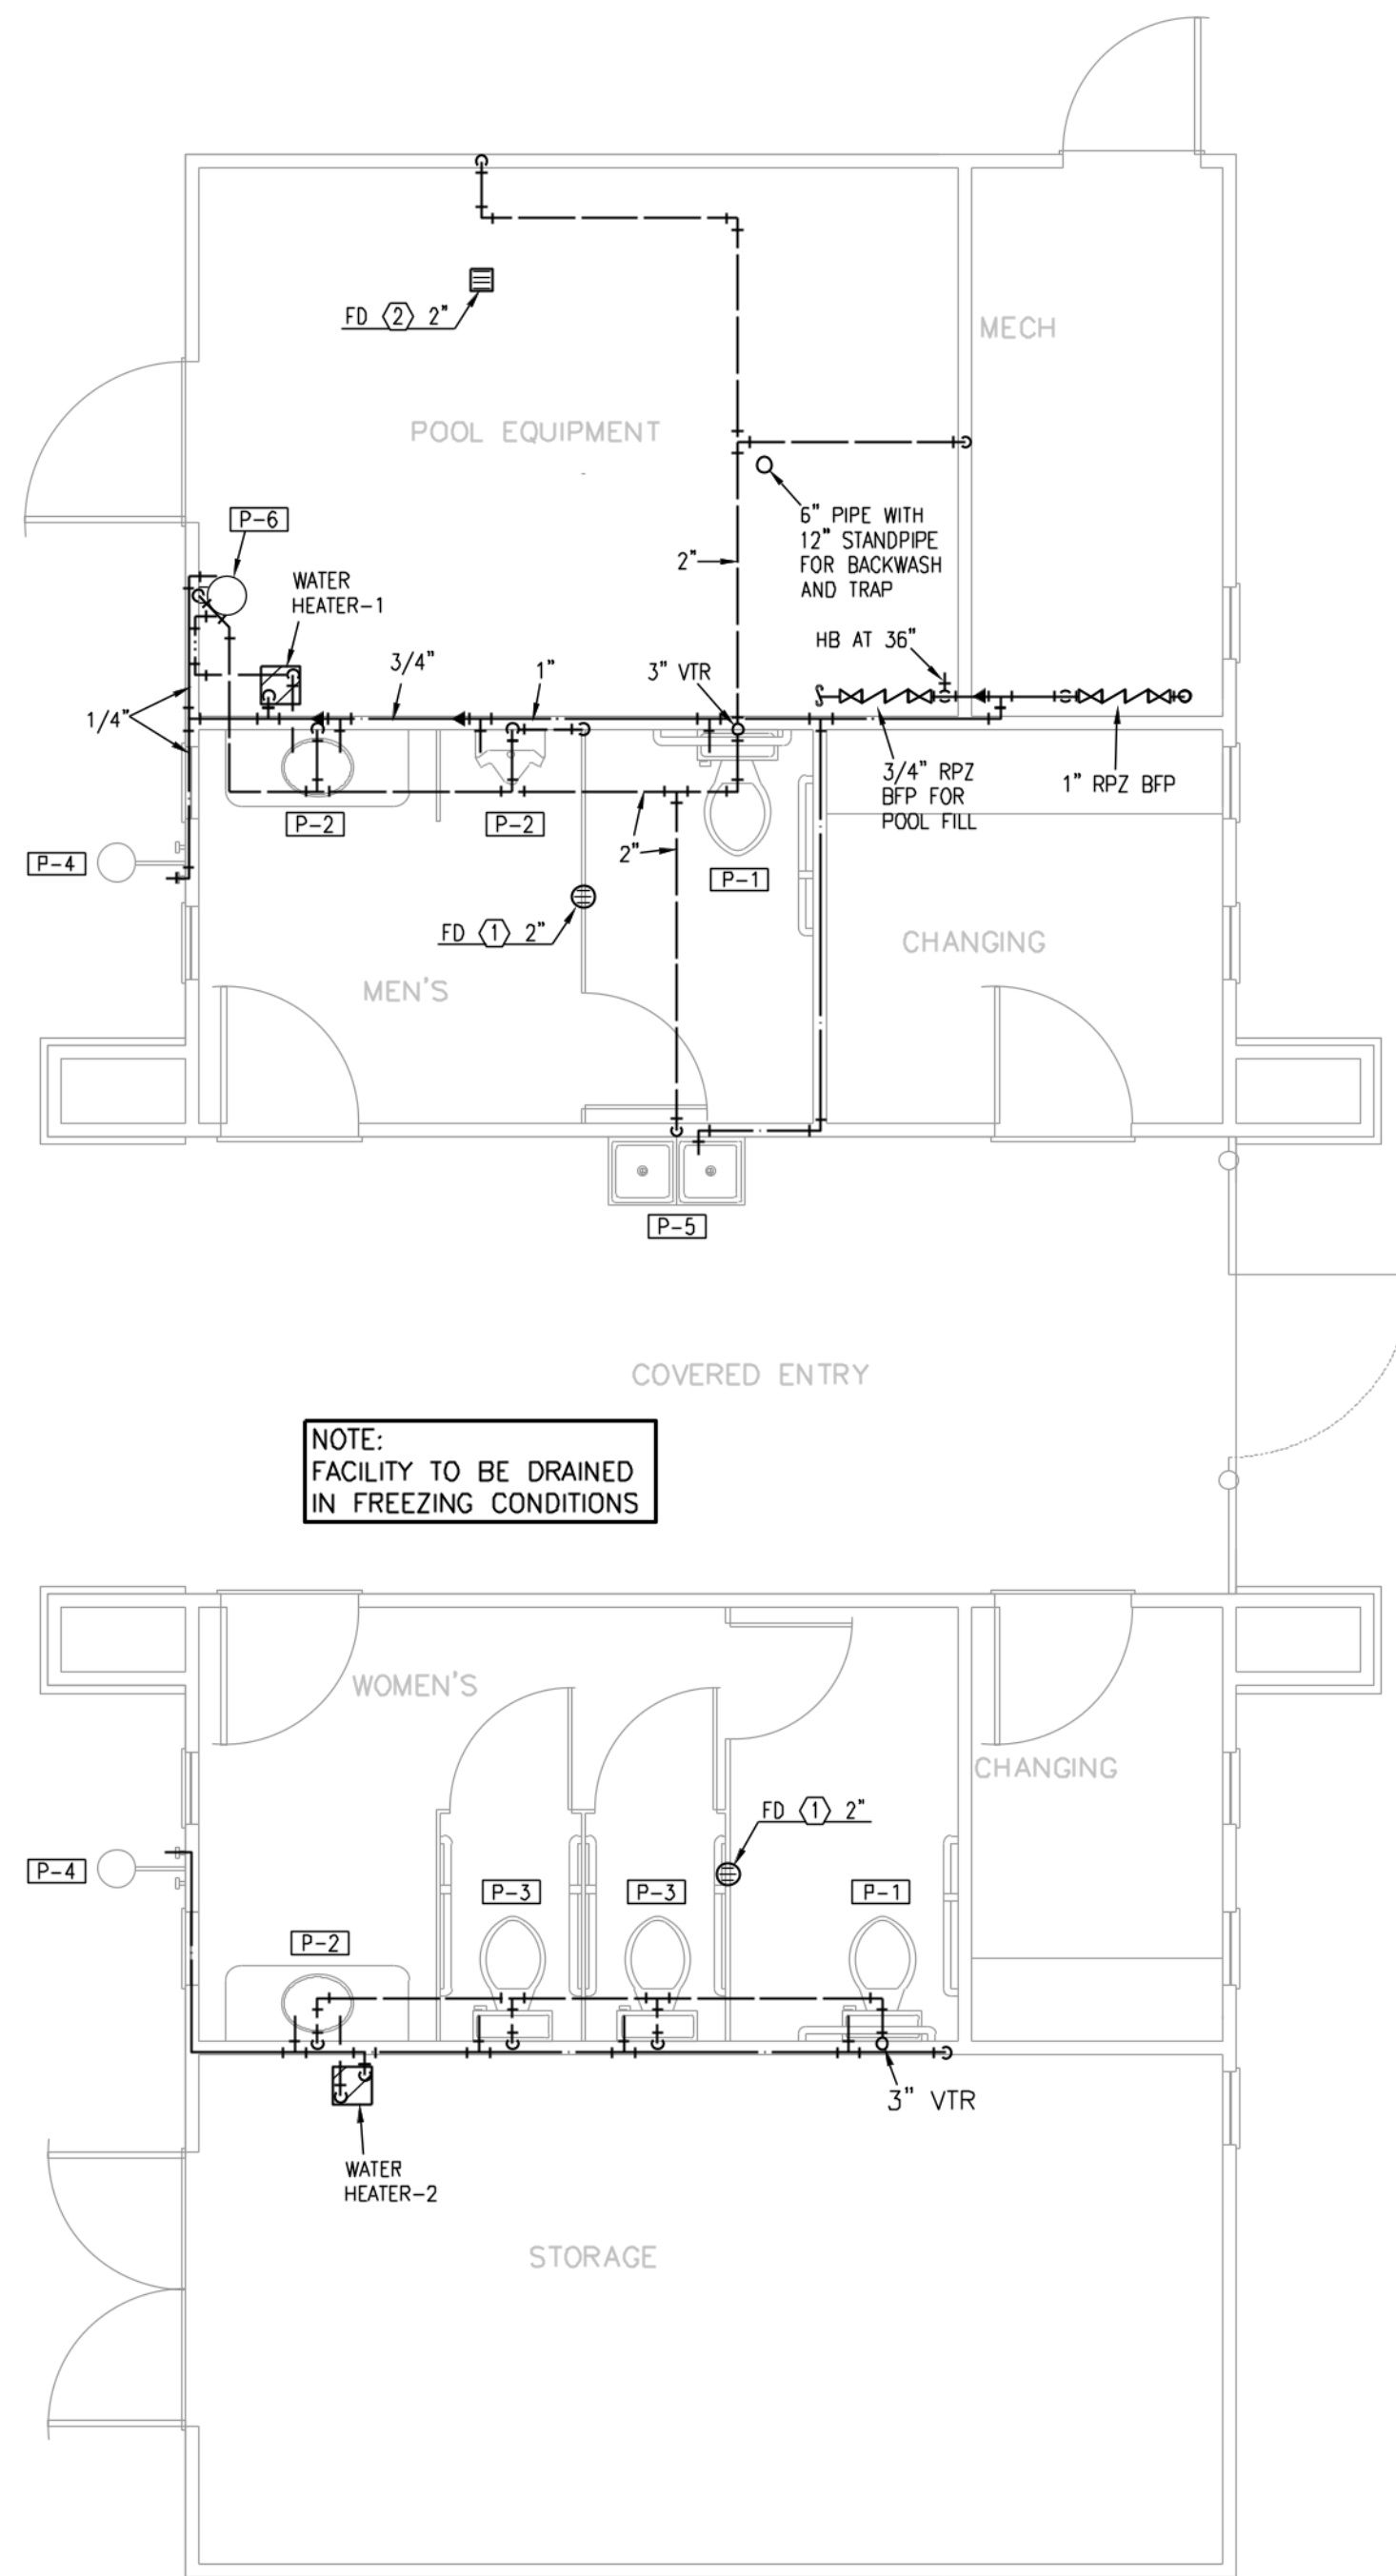 FD 2 2"
MECH
POOL EQUIPMENT
P-6
6" PIPE WITH
12" STANDPIPE
FOR BACKWASH
AND TRAP
2"
WATER
HEATER-1
HB AT 36"
3/4"
1"
3" VTR
1/4"
3/4" RPZ
BFP FOR
POOL FILL
1" RPZ BFP
P-2
P-2
2"
P-4
P-1
FD 1 2"
CHANGING
MEN'S
P-5
COVERED ENTRY
NOTE:
FACILITY TO BE DRAINED
IN FREEZING CONDITIONS
WOMEN'S
CHANGING
FD 1 2"
P-4
P-3
P-3
P-1
P-2
3" VTR
WATER
HEATER-2
STORAGE